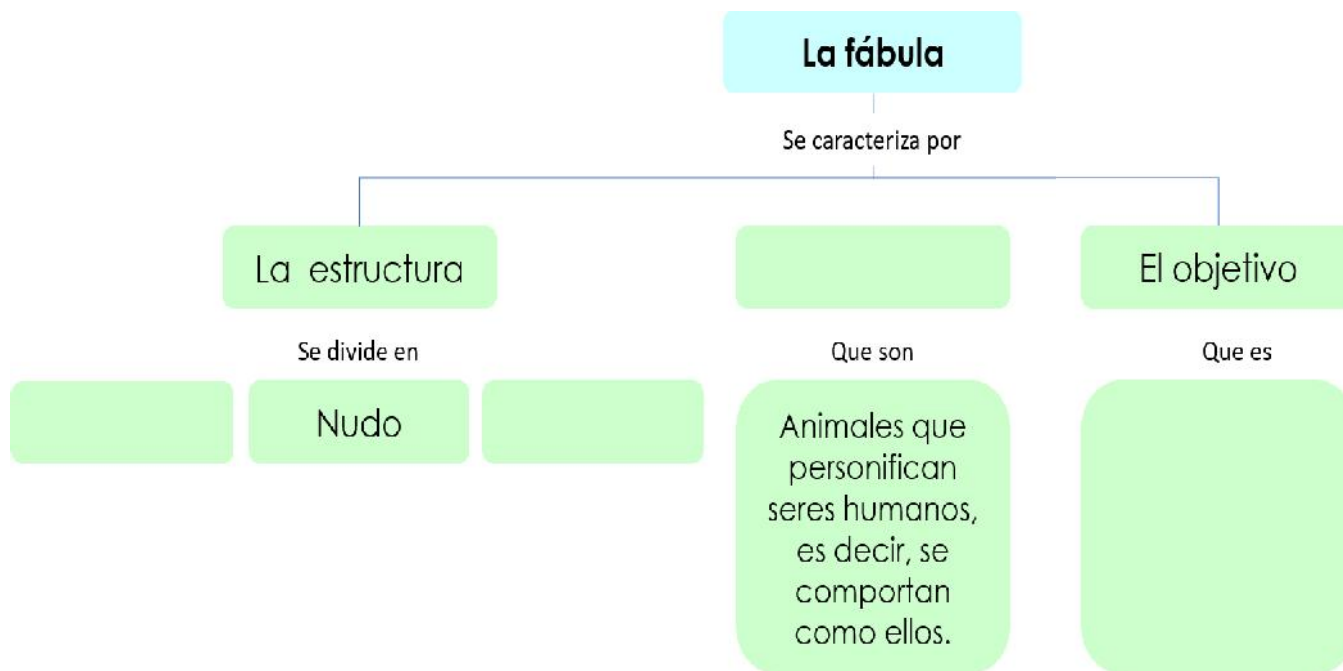 La fábula
Se caracteriza por
La estructura
El objetivo
Se divide en
Que son
Que es
Nudo
Animales que
personifican
seres humanos,
es decir, se
comportan
como ellos.